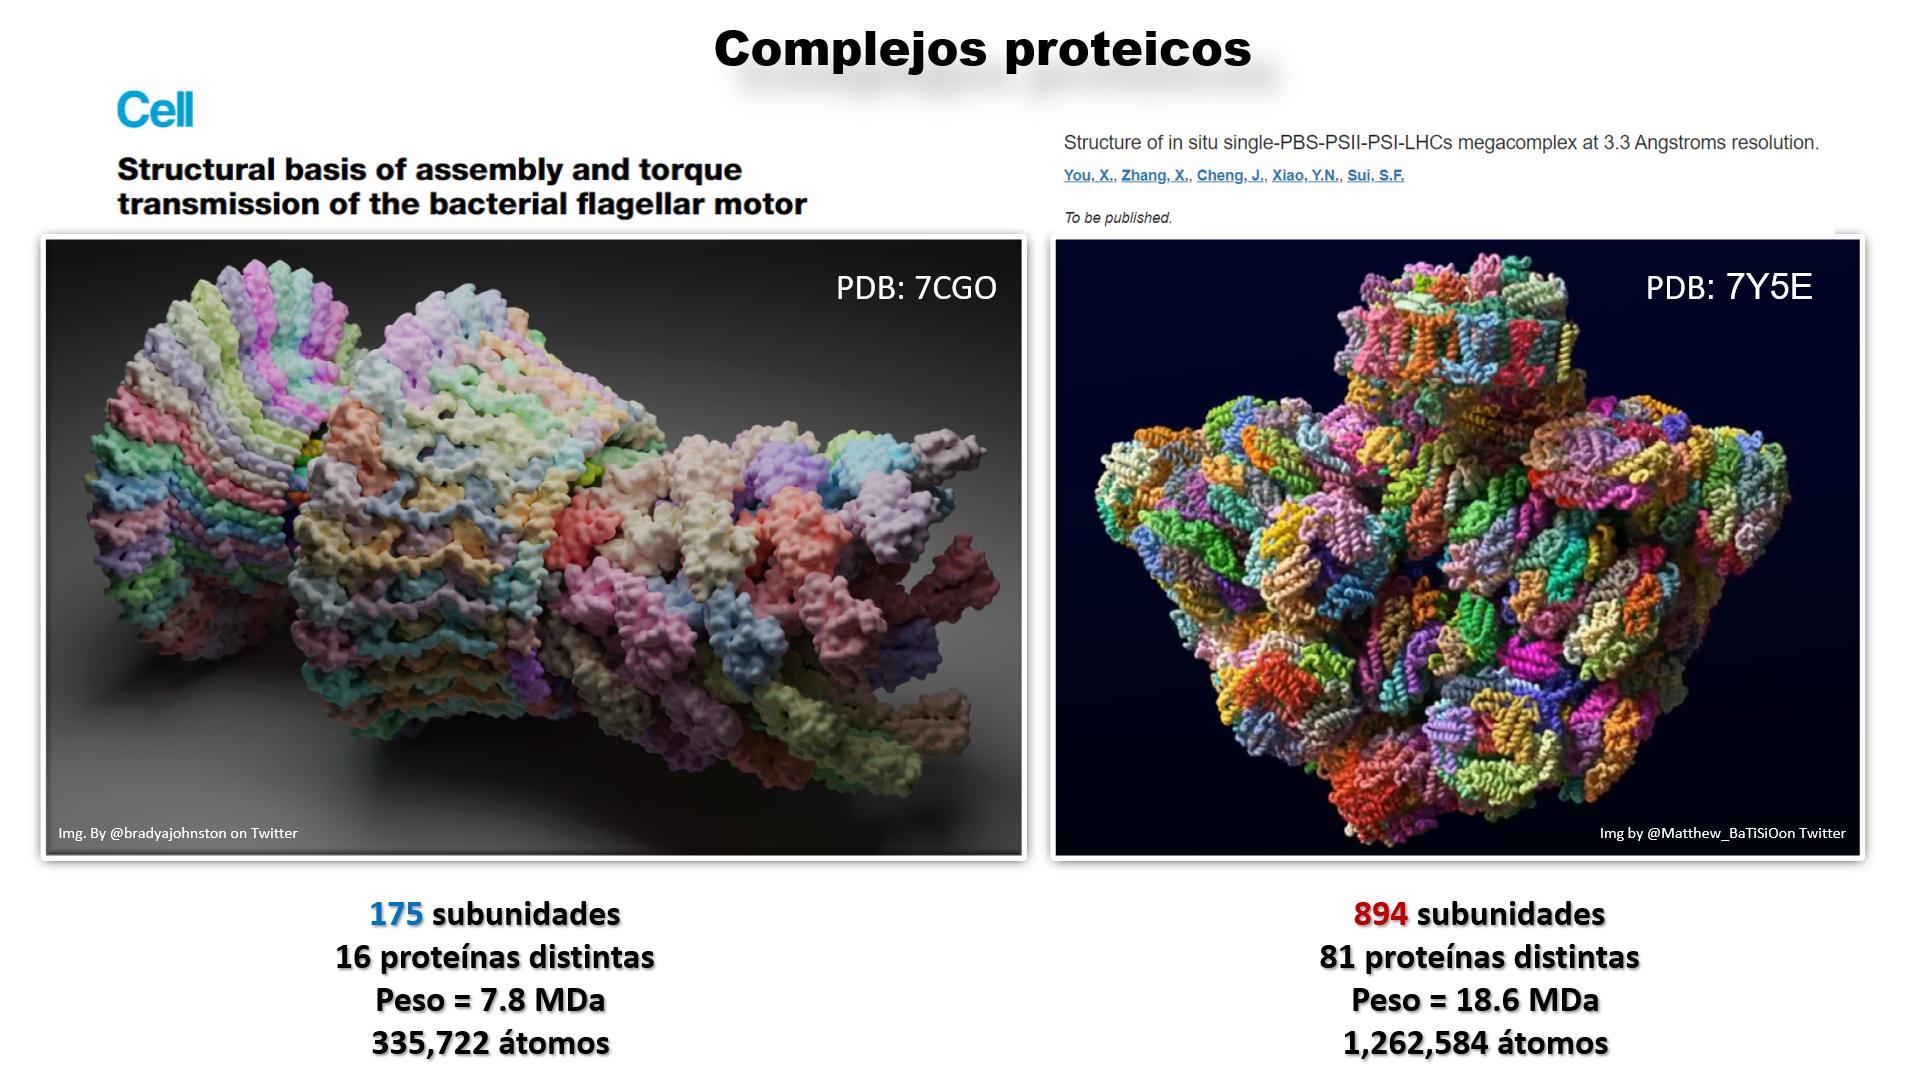 Complejos proteicos
Cell
Structural basis of assembly and torque
transmission of the bacterial flagellar motor
PDB: 7CGO
Img. By @bradyajohnston on Twitter
175 subunidades
16 proteínas distintas
Peso = 7.8 MDa
335,722 átomos
Structure of in situ single-PBS-PSII-PSI-LHCs megacomplex at 3.3 Angstroms resolution.
You, X., Zhang, X., Cheng, J., Xiao, Y.N., Sui, S.F.
To be published.
PDB: 7Y5E
Img by @Matthew_BaTiSiOon Twitter
894 subunidades
81 proteínas distintas
Peso = 18.6 MDa
1,262,584 átomos